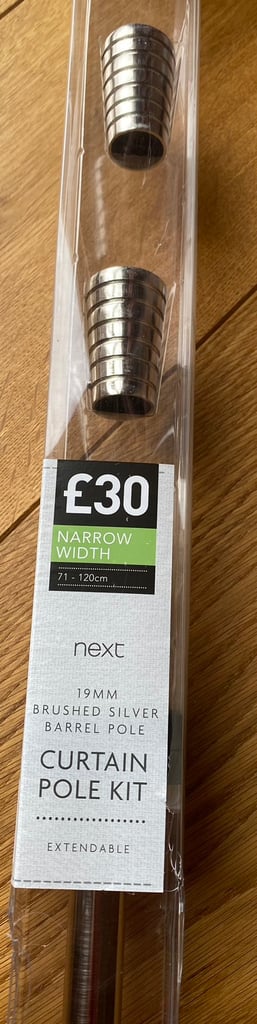 £30
NARROW
WIDTH
71 - 120cm
next
19MM
BRUSHED SILVER
BARREL POLE
CURTAIN
POLE KIT
EXTENDABLE